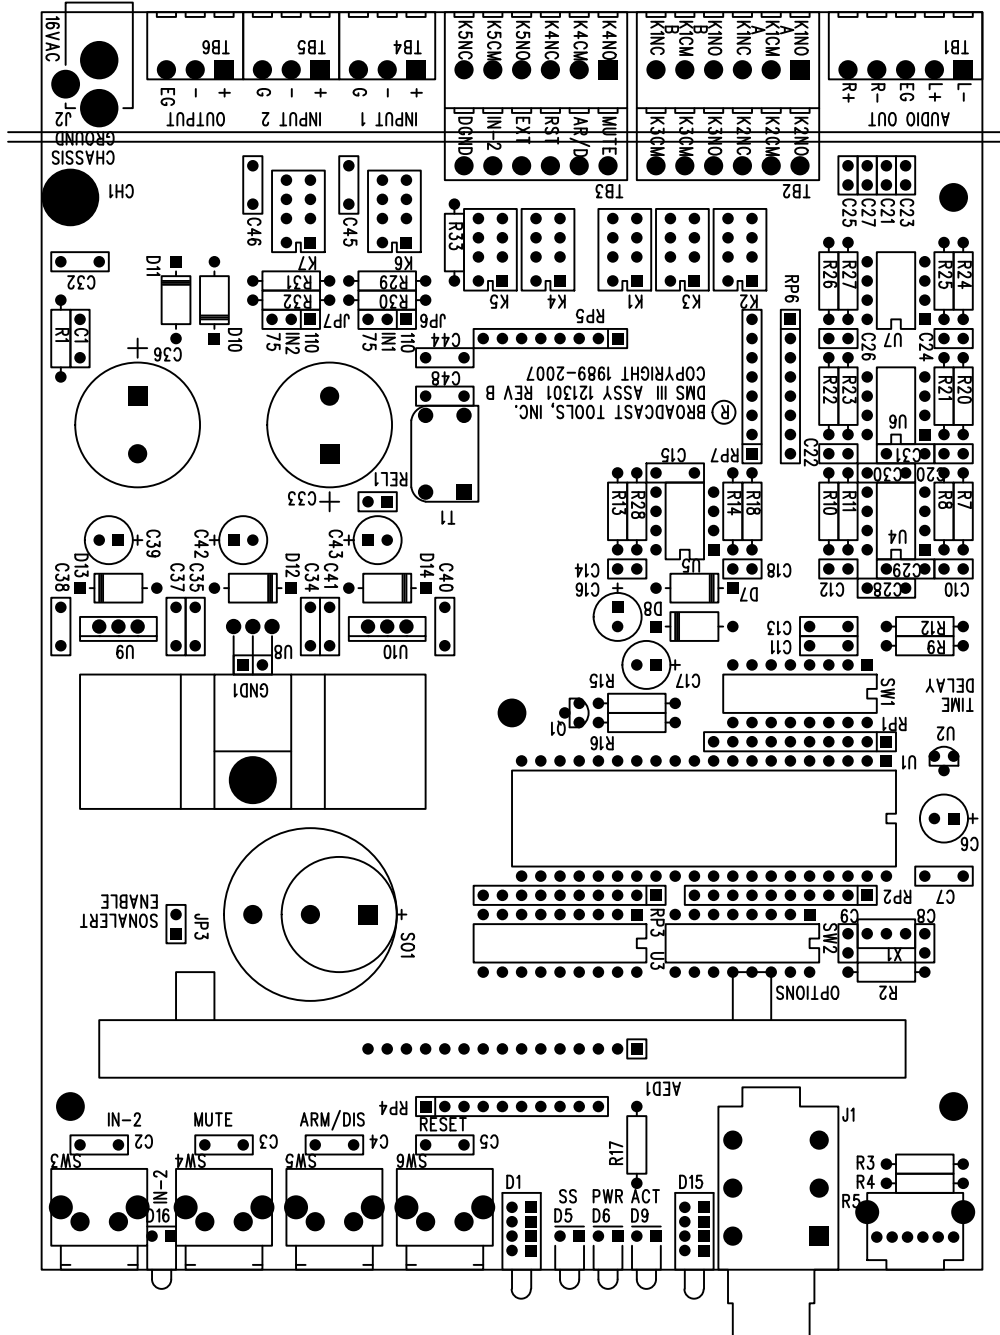 16VAC
J2
CHASSIS
GROUND
CH1
TB6
EG
-
+
OUTPUT
TB5
G
-
+
INPUT 2
TB4
G
-
+
INPUT 1
K5NC
K5CM
K5NO
K4NC
K4CM
K4NO
DGND
IN-2
EXT
RST
AR/D
MUTE
TB3
K1NC
B
K1CM
B
K1NO
K1NC
A
K1CM
A
K1NO
K3CM
K3CM
K3NO
K2NC
K2CM
K2NO
TB2
TB1
R+
R-
EG
L+
L-
AUDIO OUT
C46
C45
K7
K6
R33
K5
K4
K1
K3
K2
C25
C27
C21
C23
C32
D11
D10
R31
R32
R29
R30
JP7
JP6
75
IN2
110
75
IN1
110
R1
C1
C36
C44
C48
RP5
RP6
RP7
R26
R27
R25
R24
C26
U7
C24
R22
R23
U6
R21
R20
C22
C31
C30
C20
COPYRIGHT 1989-2007
DMS III ASSY 121301 REV B
BROADCAST TOOLS, INC.
®
C33
REL1
T1
C15
R13
R28
R14
R18
U5
R10
R11
U4
R8
R7
C39
C42
C43
D13
D12
D14
C38
C37
C35
C34
C41
C40
C14
C16
C18
D7
D8
C12
C29
C28
C10
U9
U8
U10
GND1
C13
C11
R12
R9
C17
R15
R16
Q1
SW1
TIME
DELAY
RP1
U1
U2
C6
C7
RP2
SONALERT
ENABLE
JP3
SO1
RP3
U3
SW2
C9
C8
X1
R2
OPTIONS
AED1
RP4
IN-2
C2
MUTE
C3
ARM/DIS
C4
RESET
C5
SW3
SW4
SW5
SW6
IN-2
D16
R17
D1
SS
D5
PWR
D6
ACT
D9
D15
J1
R3
R4
R5